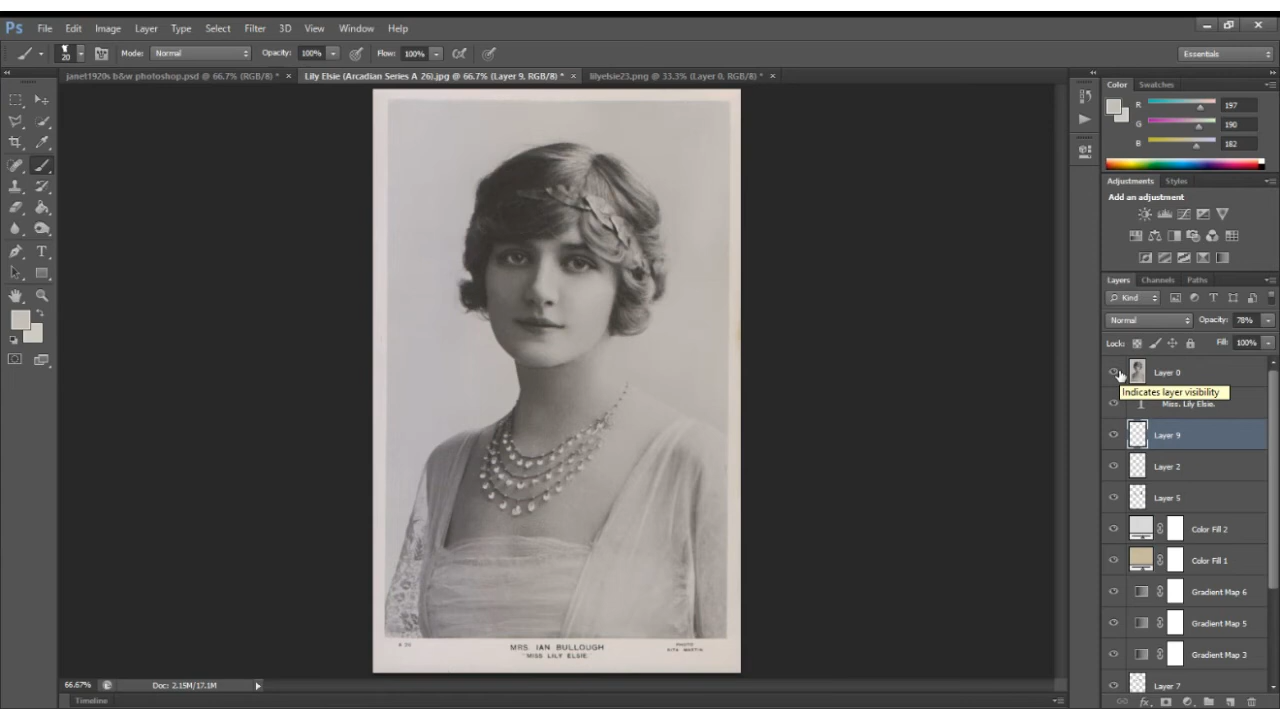 Ps File Edit Image Layer Type Select Filter 3D View Window Help
20 Mode: Normal Opacity: 100% Flow: 100% Essentials
janet1920s b&w photoshop.psd @ 66.7% (RGB/8) * × Lily Elsie (Arcadian Series A 26).jpg @ 66.7% (Layer 9, RGB/8) * × lilyelsie23.png @ 33.3% (Layer 0, RGB/8) * ×
Color Swatches
R 197
G 190
B 182
Adjustments Styles
Add an adjustment
Layers Channels Paths
Kind
Normal Opacity: 78%
Lock: Fill: 100%
Layer 0
Indicates layer visibility
Miss. Lily Elsie.
Layer 9
Layer 2
Layer 5
Color Fill 2
Color Fill 1
Gradient Map 6
Gradient Map 5
Gradient Map 3
Layer 7
MRS. IAN BULLOUGH
"MISS LILY ELSIE.
PHOTO
RITA MARTIN
66.67% Doc: 2.15M/17.1M
Timeline